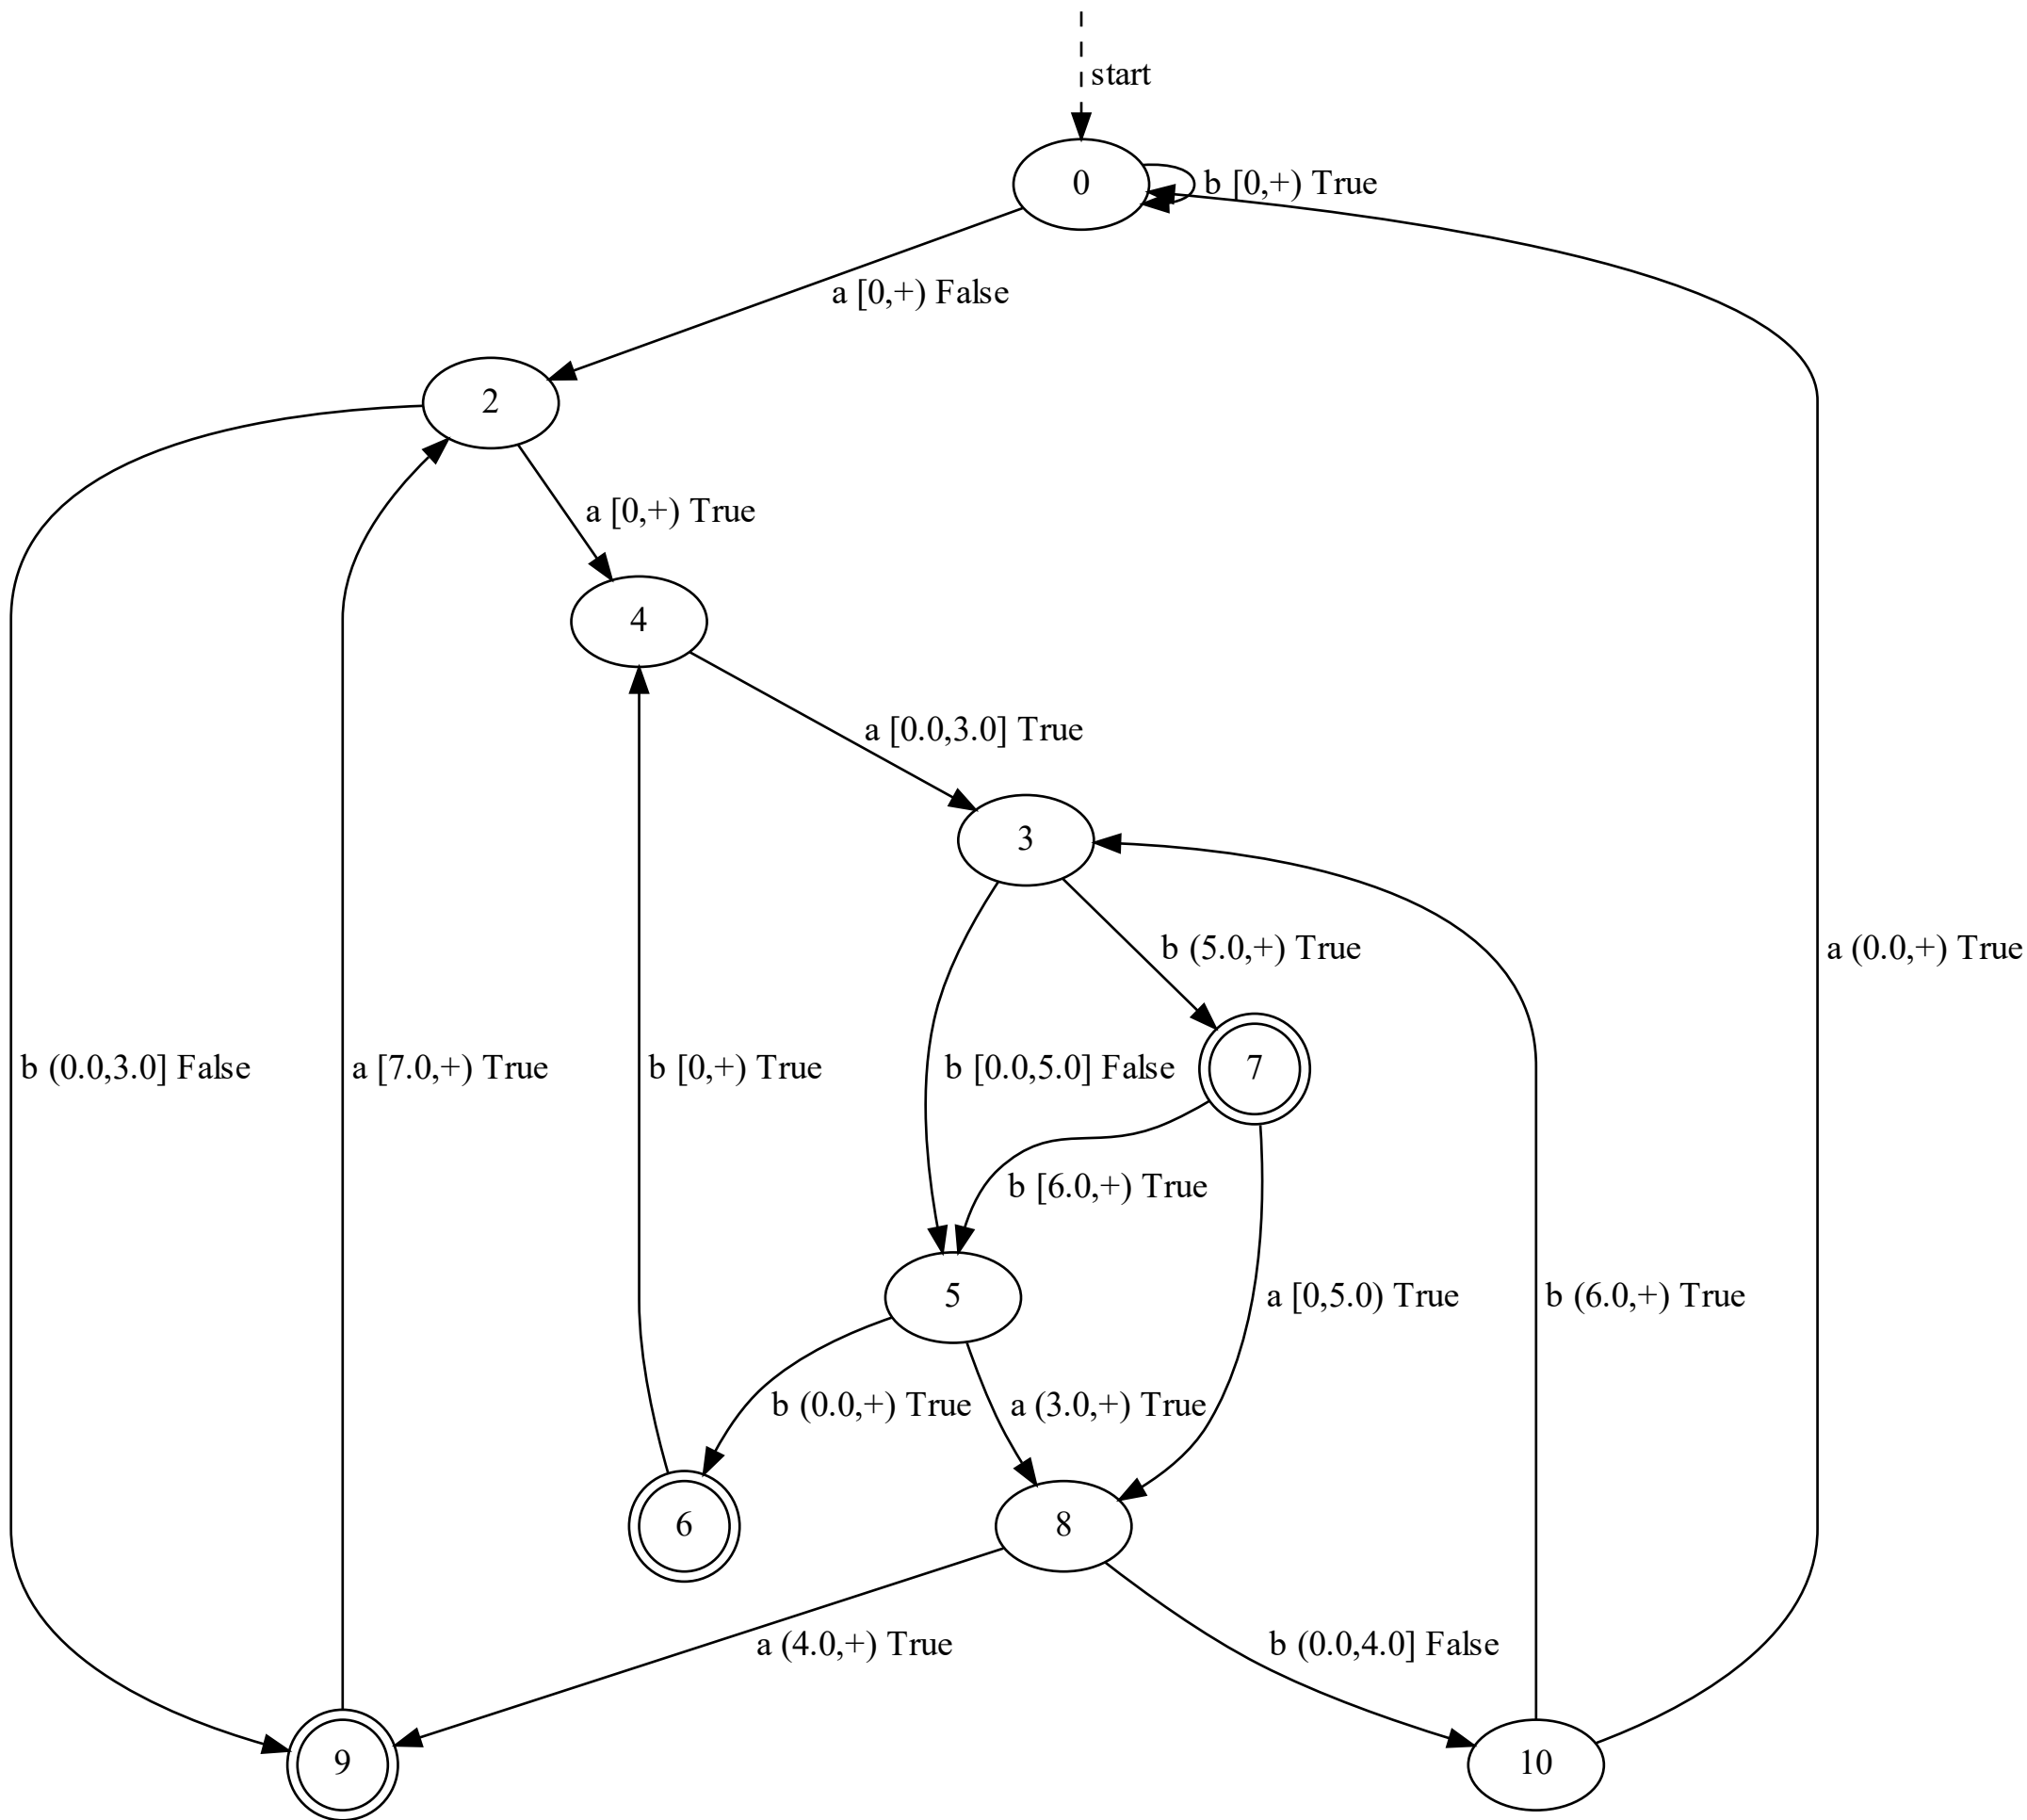 start
0
b [0,+) True
a [0,+) False
2
a [0,+) True
4
a [0.0,3.0] True
3
b (5.0,+) True
a (0.0,+) True
b (0.0,3.0] False
a [7.0,+) True
b [0,+) True
b [0.0,5.0] False
7
b [6.0,+) True
5
a [0,5.0) True
b (6.0,+) True
b (0.0,+) True
a (3.0,+) True
6
8
a (4.0,+) True
b (0.0,4.0] False
9
10